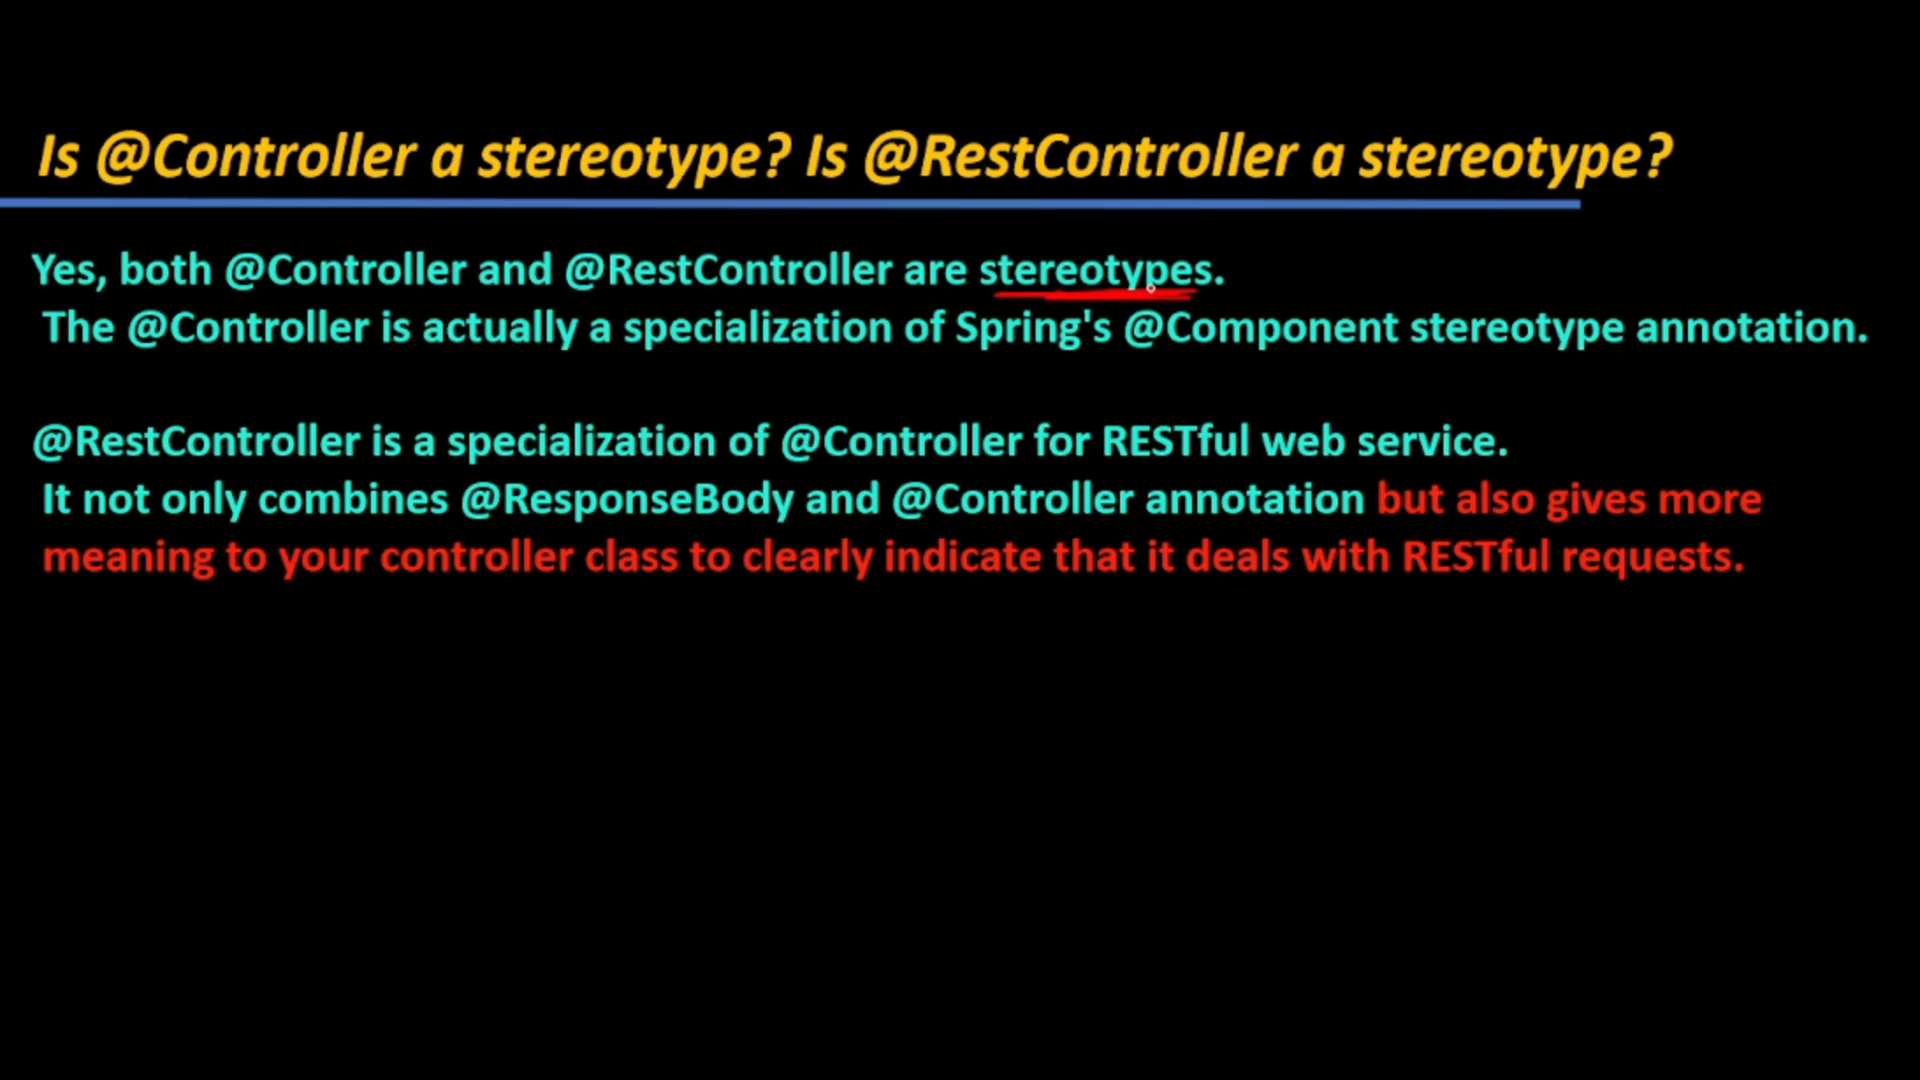 Is @Controller a stereotype? Is @RestController a stereotype?
Yes, both @Controller and @RestController are stereotypes.
The @Controller is actually a specialization of Spring's @Component stereotype annotation.
@RestController is a specialization of @Controller for RESTful web service.
It not only combines @ResponseBody and @Controller annotation but also gives more
meaning to your controller class to clearly indicate that it deals with RESTful requests.